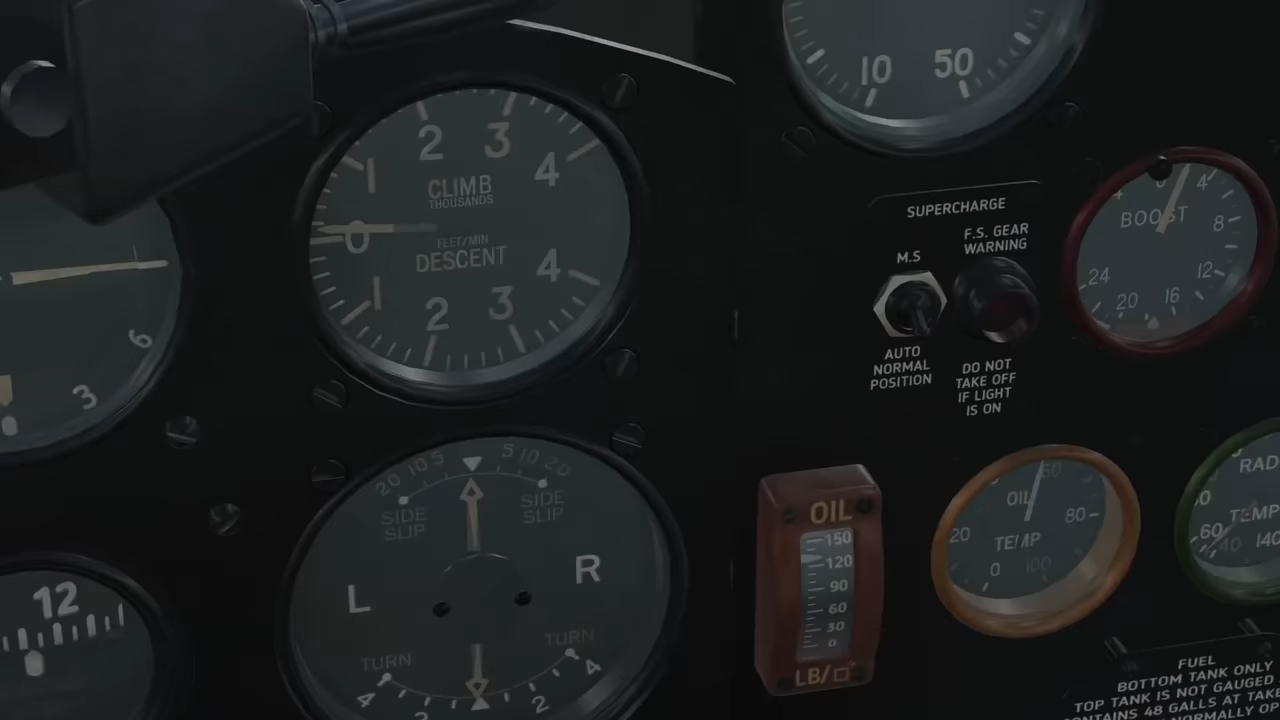 10 50
2 3
1 4
CLIMB
THOUSANDS
0
FEET/MIN
DESCENT
1 4
2 3
6
3
SUPERCHARGE
M.S
F.S. GEAR
WARNING
AUTO
NORMAL
POSITION
DO NOT
TAKE OFF
IF LIGHT
IS ON
4
BOOST
8
24 12
20 16
20 10 5 5 10 20
SIDE
SLIP
SIDE
SLIP
L R
TURN
TURN
4 4
2
12
OIL
150
120
90
60
30
0
LB/□"
60
OIL
20 80
TEMP
0 100
RAD
TEMP
60
40 140
FUEL
BOTTOM TANK ONLY
TOP TANK IS NOT GAUGED
48 GALLS AT